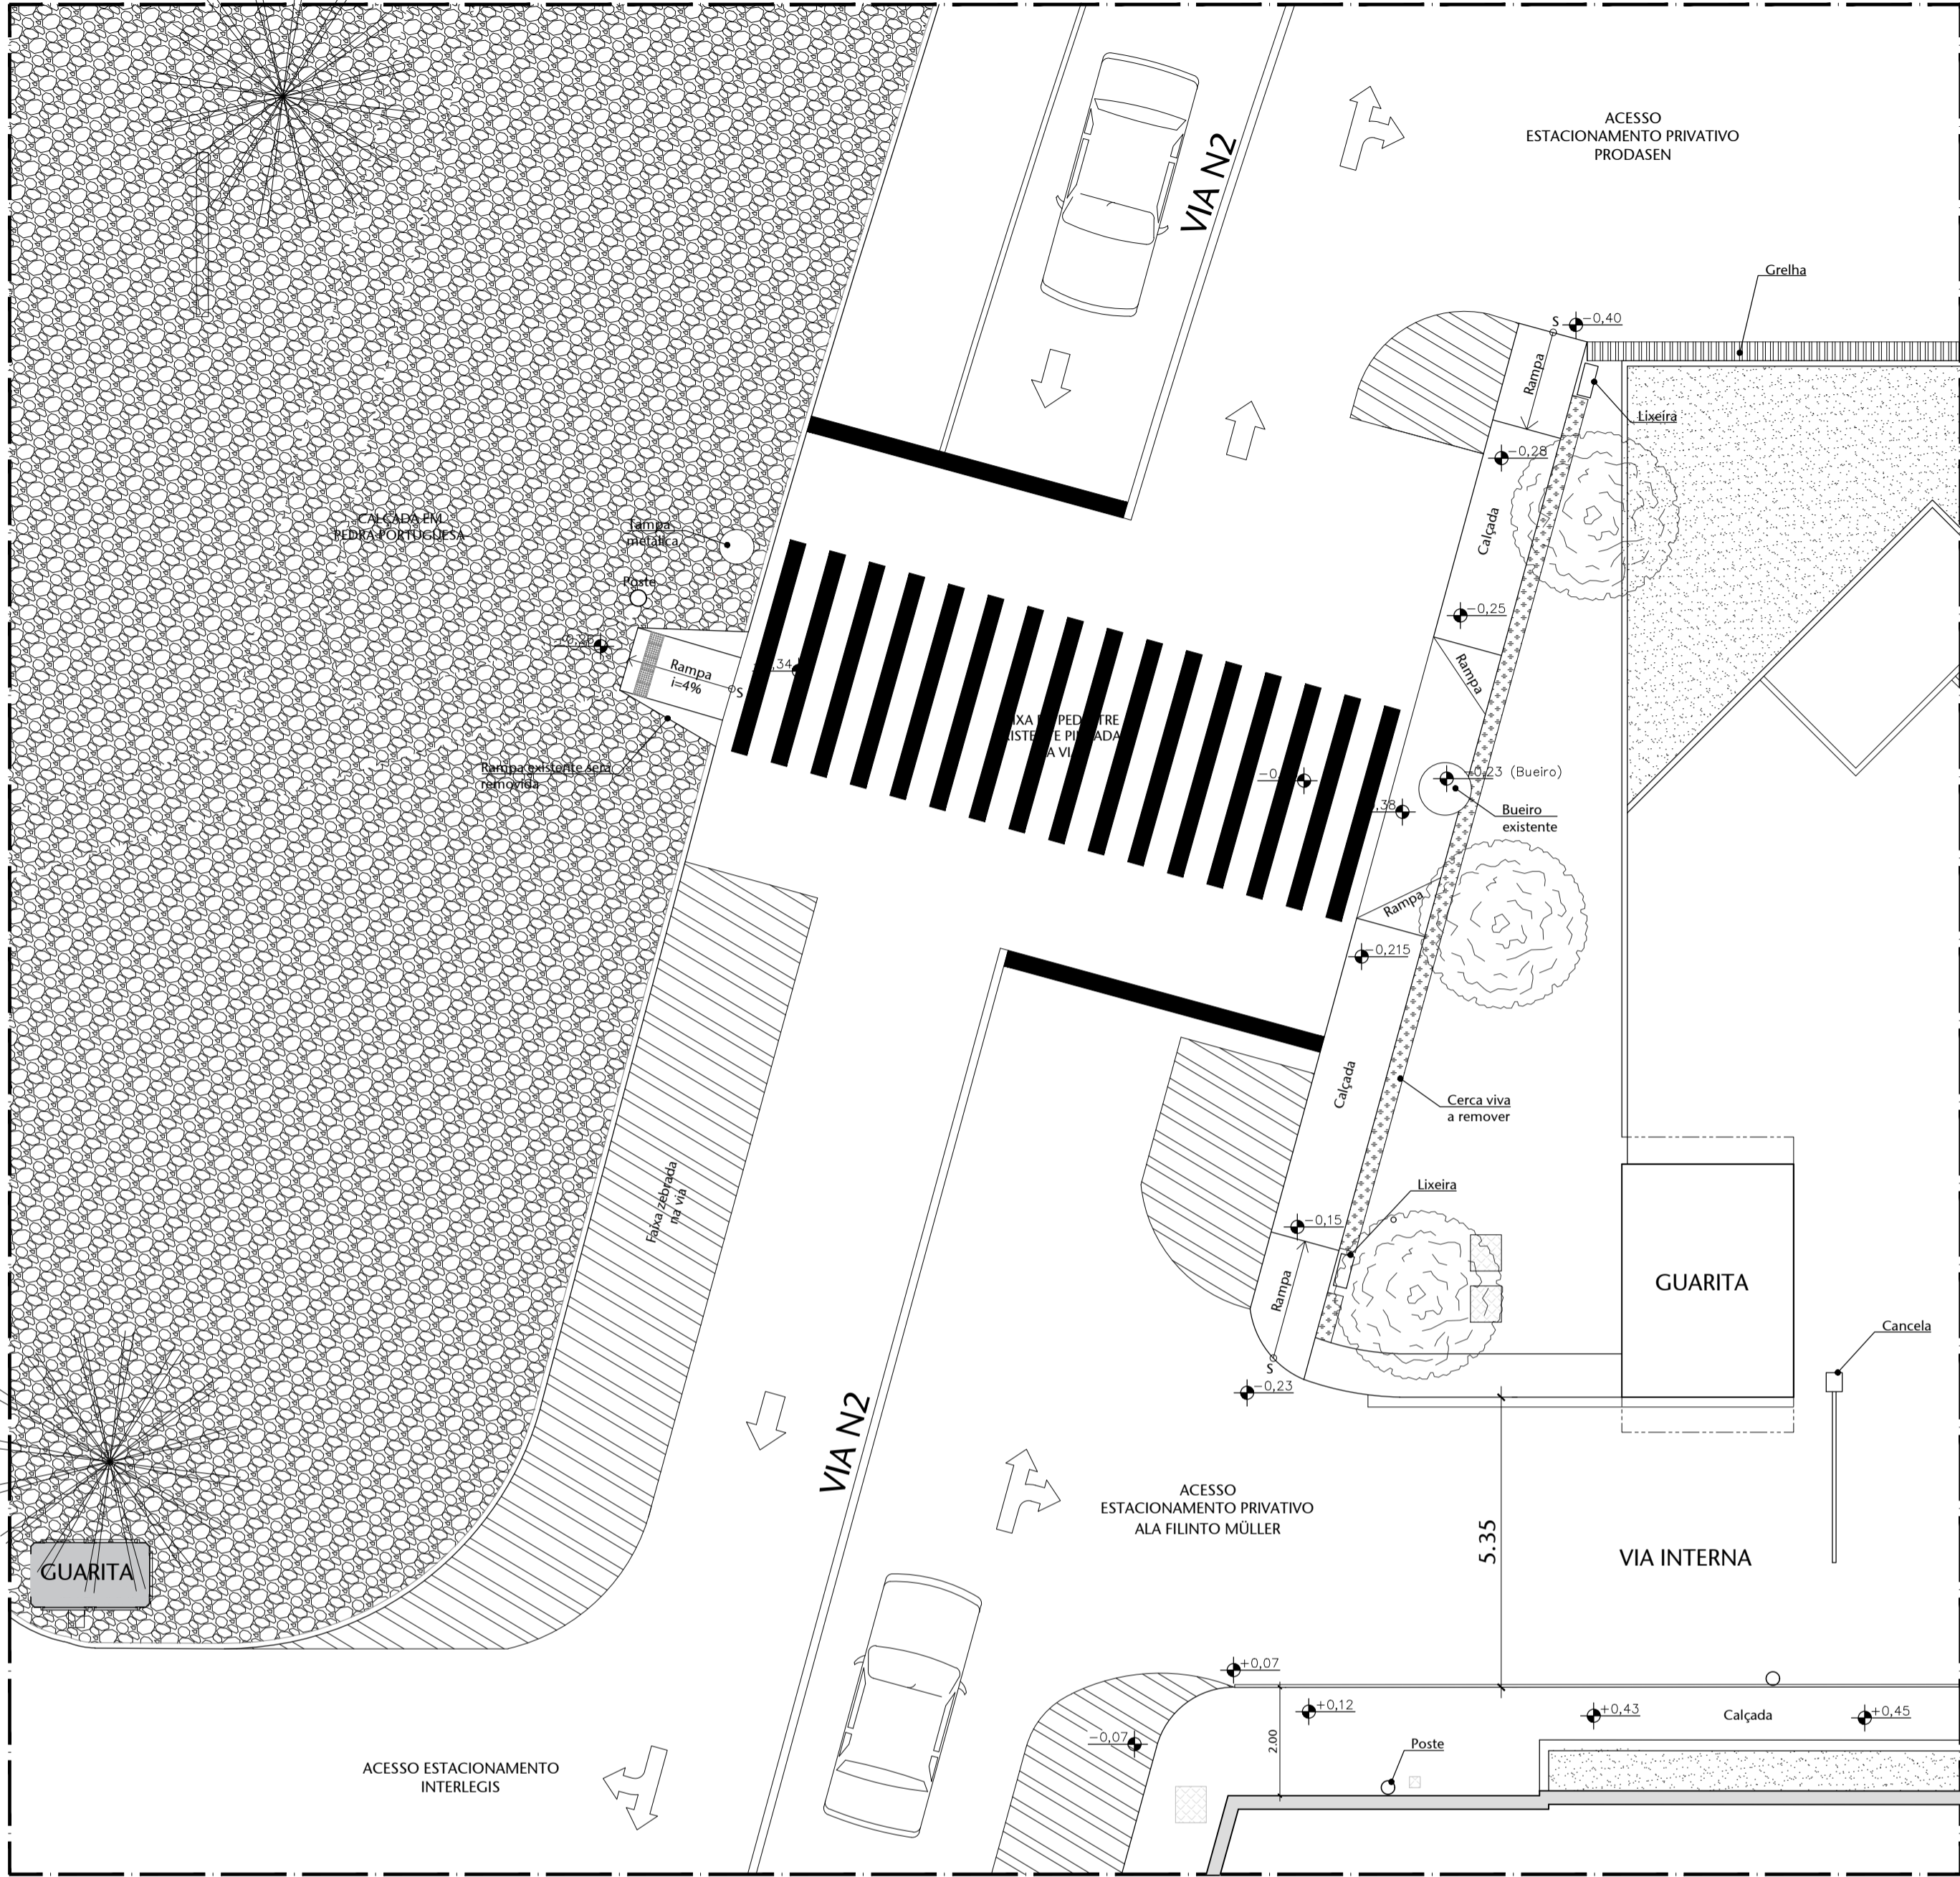 VIA N2
ACESSO
ESTACIONAMENTO PRIVATIVO
PRODASEN
Grelha
S
-0,40
Rampa
Lixeira
-0,28
Calçada
CALÇADA EM
PEDRA PORTUGUESA
Tampa
metálica
Poste
-0,25
Rampa
Rampa
i=4%
S
,34
Rampa existente será
removida
-0,23 (Bueiro)
Bueiro
existente
,38
Rampa
-0,215
Calçada
Cerca viva
a remover
Faixa zebrada
na via
Lixeira
-0,15
Rampa
S
-0,23
GUARITA
Cancela
VIA N2
ACESSO
ESTACIONAMENTO PRIVATIVO
ALA FILINTO MÜLLER
5.35
VIA INTERNA
GUARITA
+0,07
+0,12
+0,43
Calçada
+0,45
-0,07
2.00
Poste
ACESSO ESTACIONAMENTO
INTERLEGIS